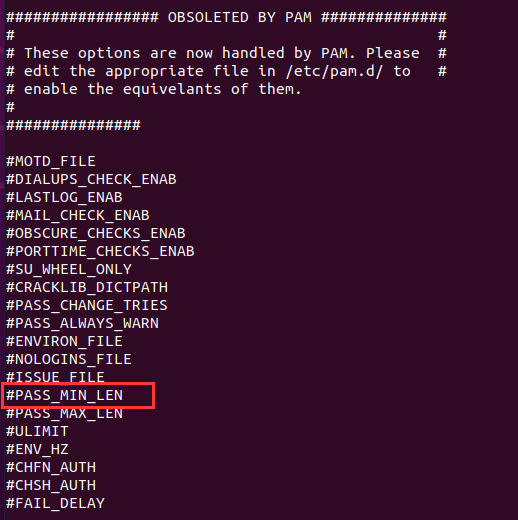 ################# OBSOLETED BY PAM ##############
# #
# These options are now handled by PAM. Please #
# edit the appropriate file in /etc/pam.d/ to #
# enable the equivelants of them.
#
###############
#MOTD_FILE
#DIALUPS_CHECK_ENAB
#LASTLOG_ENAB
#MAIL_CHECK_ENAB
#OBSCURE_CHECKS_ENAB
#PORTTIME_CHECKS_ENAB
#SU_WHEEL_ONLY
#CRACKLIB_DICTPATH
#PASS_CHANGE_TRIES
#PASS_ALWAYS_WARN
#ENVIRON_FILE
#NOLOGINS_FILE
#ISSUE_FILE
#PASS_MIN_LEN
#PASS_MAX_LEN
#ULIMIT
#ENV_HZ
#CHFN_AUTH
#CHSH_AUTH
#FAIL_DELAY